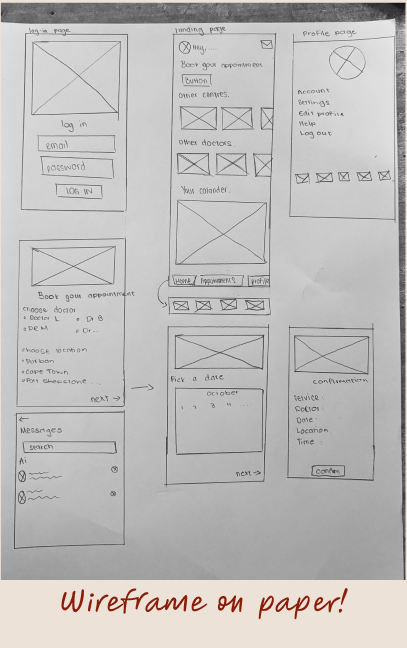 log-in page
log in
email
password
LOG IN
landing page
Hey,....
Book your appointment
Button
Other centres.
Other doctors
Your calander.
Home
Appointments
Profile
Profile page
Account
Settings
Edit profile
Help
Log out
Book your appointment
choose doctor
Doctor L
Dr B
DR M
Dr...
choose location
Durban
Cape Town
Port Shepstone ...
next →
Pick a date
October
1 2 3 4 ...
next →
confirmation
Service :
Doctor :
Date :
Location :
Time :
Confirm
←
Messages
search
All
Wireframe on paper!